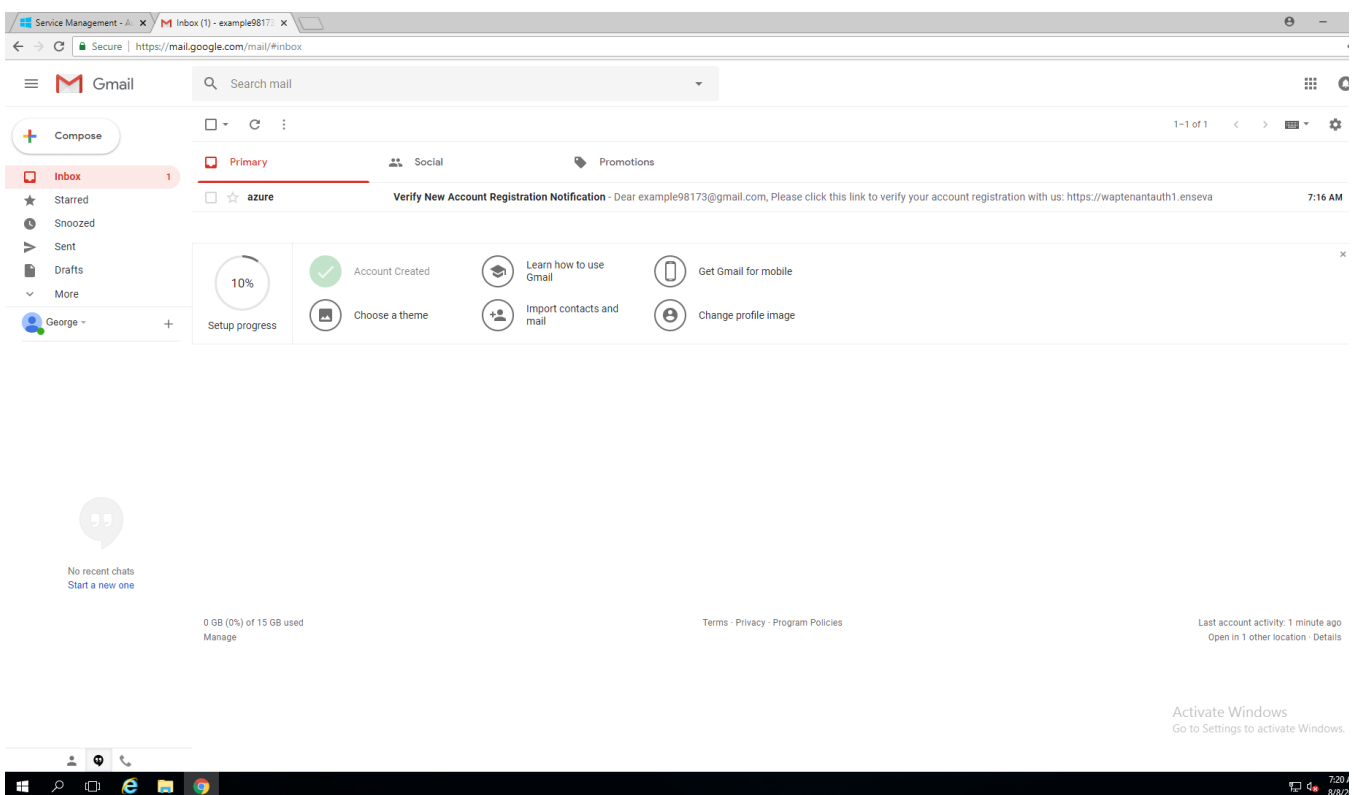 Service Management - A
Inbox (1) - example98173
Secure | https://mail.google.com/mail/#inbox
Gmail
Search mail
Compose
1–1 of 1
Primary
Social
Promotions
Inbox 1
azure Verify New Account Registration Notification - Dear example98173@gmail.com, Please click this link to verify your account registration with us: https://waptenantauth1.enseva 7:16 AM
Starred
Snoozed
Sent
Drafts
More
George
10%
Setup progress
Account Created
Learn how to use
Gmail
Get Gmail for mobile
Choose a theme
Import contacts and
mail
Change profile image
No recent chats
Start a new one
0 GB (0%) of 15 GB used
Manage
Terms - Privacy - Program Policies
Last account activity: 1 minute ago
Open in 1 other location - Details
Activate Windows
Go to Settings to activate Windows.
7:20 A
8/8/2